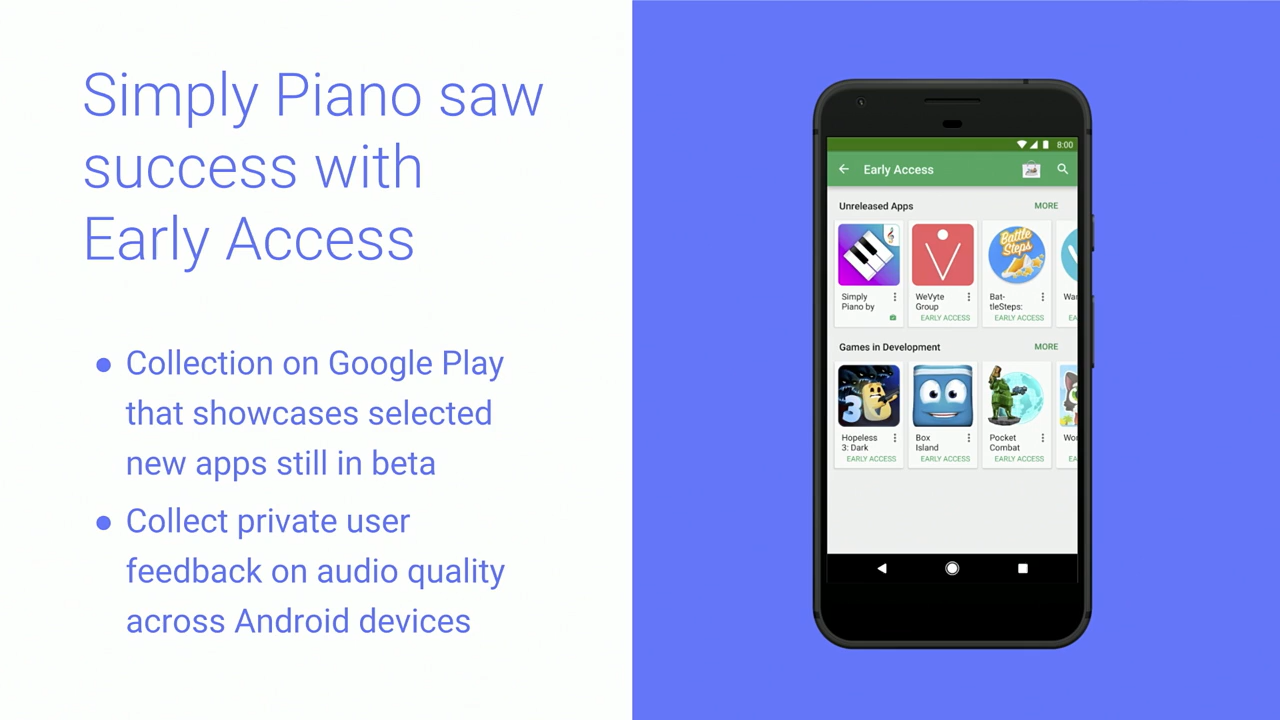 Simply Piano saw
success with
Early Access
● Collection on Google Play
that showcases selected
new apps still in beta
● Collect private user
feedback on audio quality
across Android devices
8:00
Early Access
Unreleased Apps MORE
Simply
Piano by
WeVyte
Group
EARLY ACCESS
Battle
Steps
Bat-
tleSteps:
EARLY ACCESS
Games in Development MORE
3
Hopeless
3: Dark
EARLY ACCESS
Box
Island
EARLY ACCESS
Pocket
Combat
EARLY ACCESS